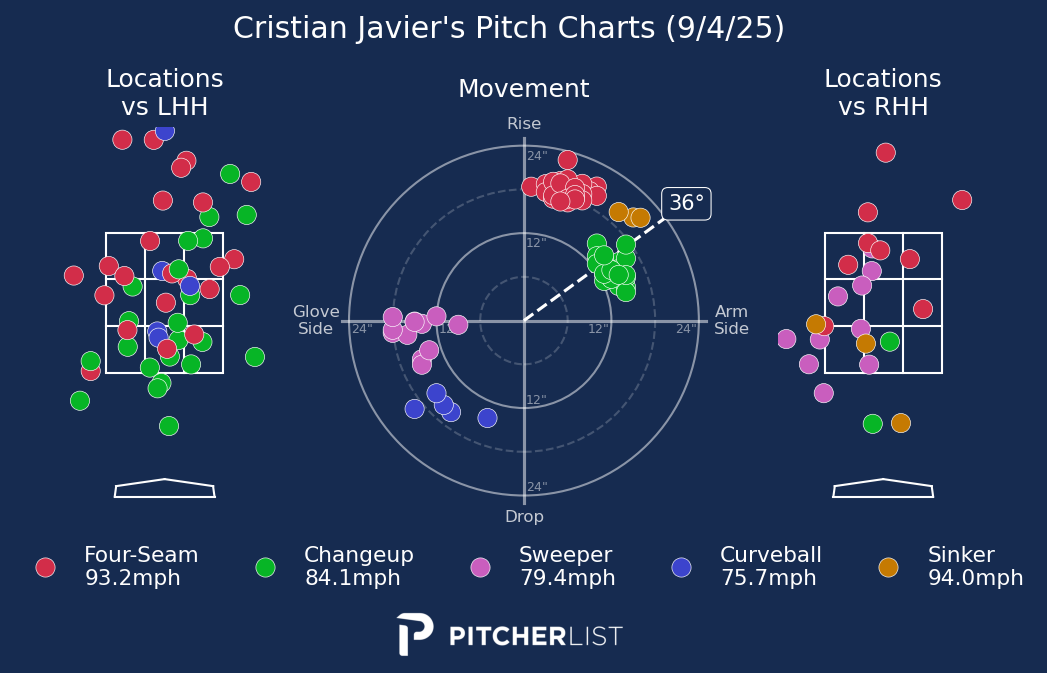 Cristian Javier's Pitch Charts (9/4/25)
Locations
vs LHH
Movement
Locations
vs RHH
Rise
24"
36°
12"
Glove
Side
24"
12"
12"
24"
Arm
Side
12"
24"
Drop
Four-Seam
93.2mph
Changeup
84.1mph
Sweeper
79.4mph
Curveball
75.7mph
Sinker
94.0mph
PITCHERLIST